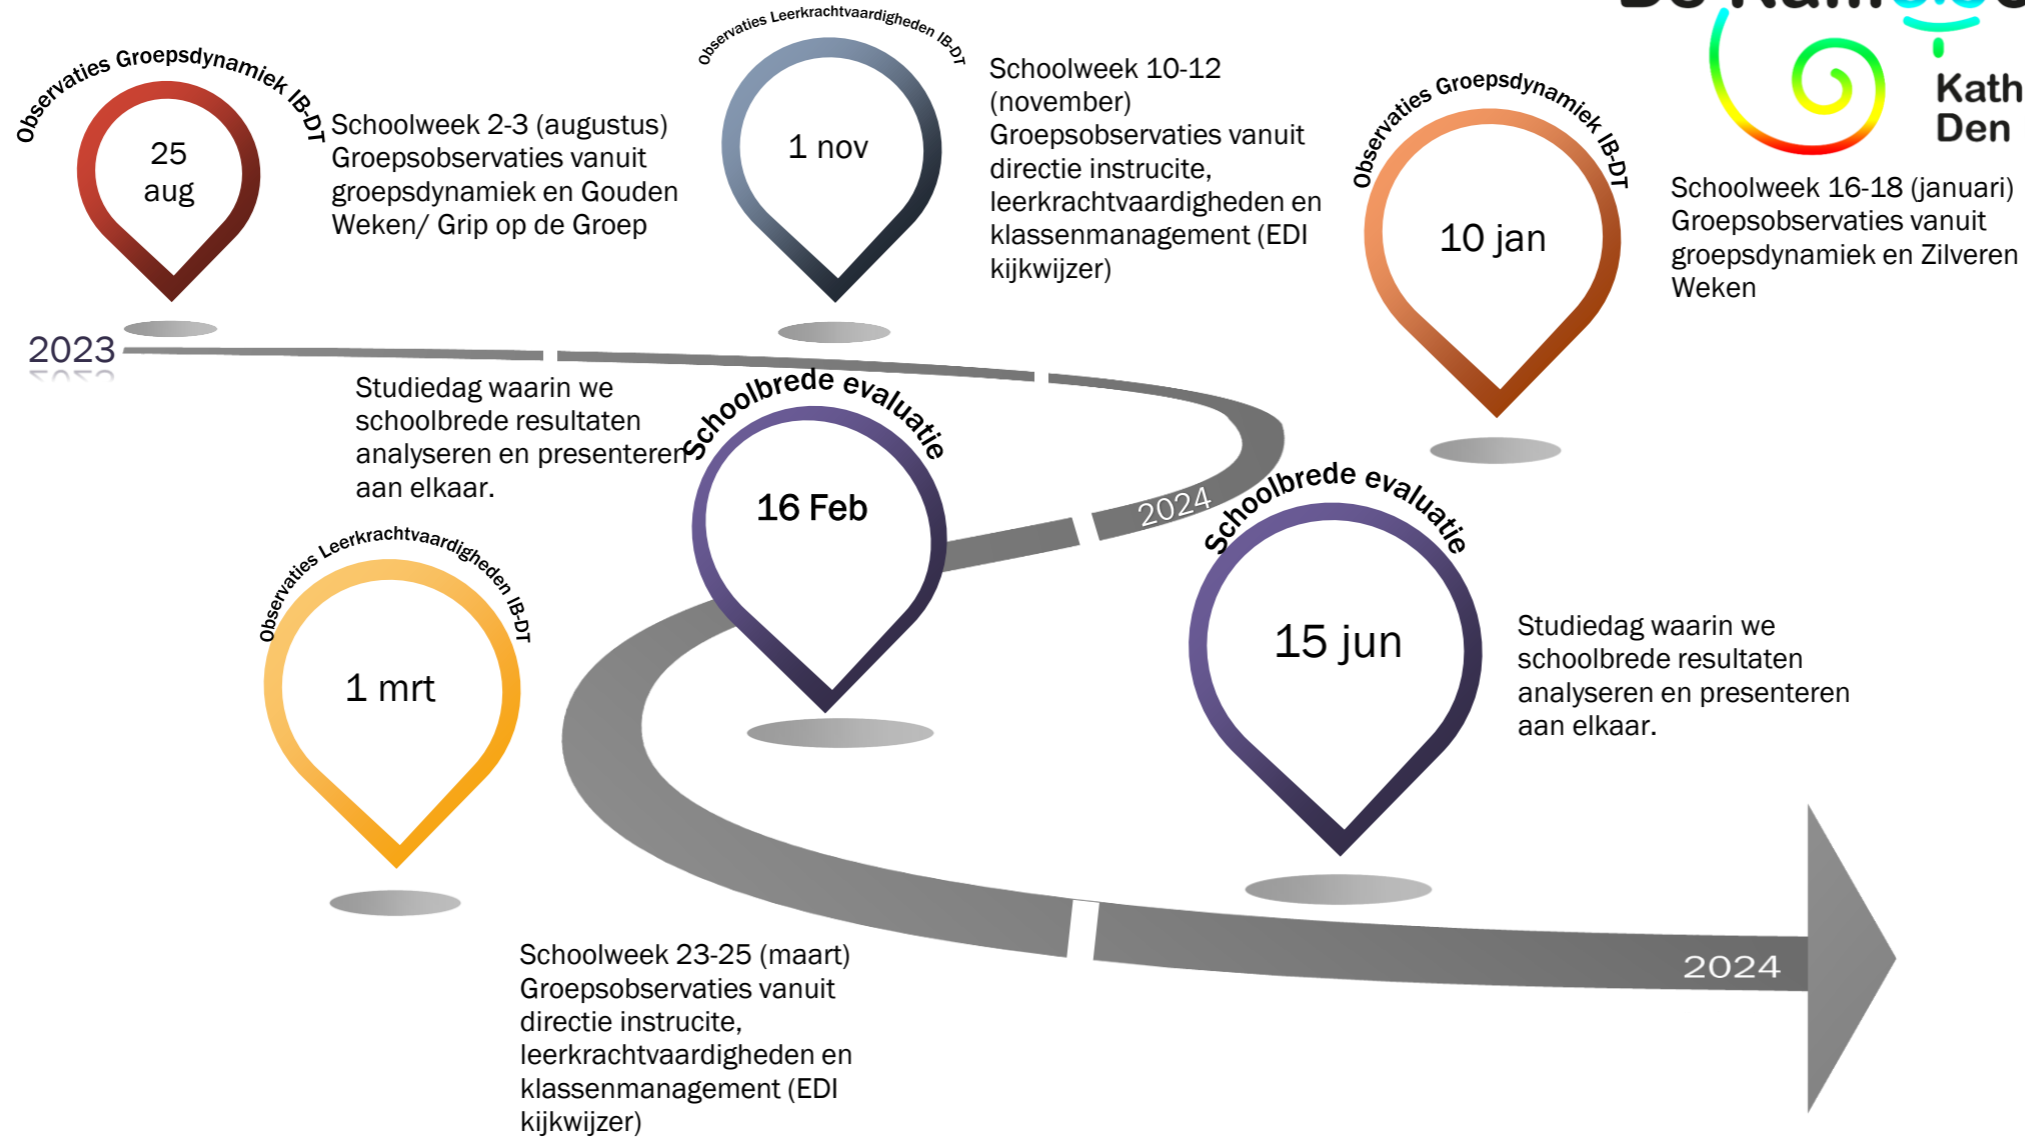 Observaties Groepsdynamiek IB-DT
25
aug
Schoolweek 2-3 (augustus)
Groepsobservaties vanuit
groepsdynamiek en Gouden
Weken/ Grip op de Groep
Observaties Leerkrachtvaardigheden IB-DT
1 nov
Schoolweek 10-12
(november)
Groepsobservaties vanuit
directie instrucite,
leerkrachtvaardigheden en
klassenmanagement (EDI
kijkwijzer)
Kath
Den
Observaties Groepsdynamiek IB-DT
10 jan
Schoolweek 16-18 (januari)
Groepsobservaties vanuit
groepsdynamiek en Zilveren
Weken
2023
Studiedag waarin we
schoolbrede resultaten
analyseren en presenteren
aan elkaar.
Schoolbrede evaluatie
16 Feb
2024
Schoolbrede evaluatie
15 jun
Studiedag waarin we
schoolbrede resultaten
analyseren en presenteren
aan elkaar.
Observaties Leerkrachtvaardigheden IB-DT
1 mrt
Schoolweek 23-25 (maart)
Groepsobservaties vanuit
directie instrucite,
leerkrachtvaardigheden en
klassenmanagement (EDI
kijkwijzer)
2024